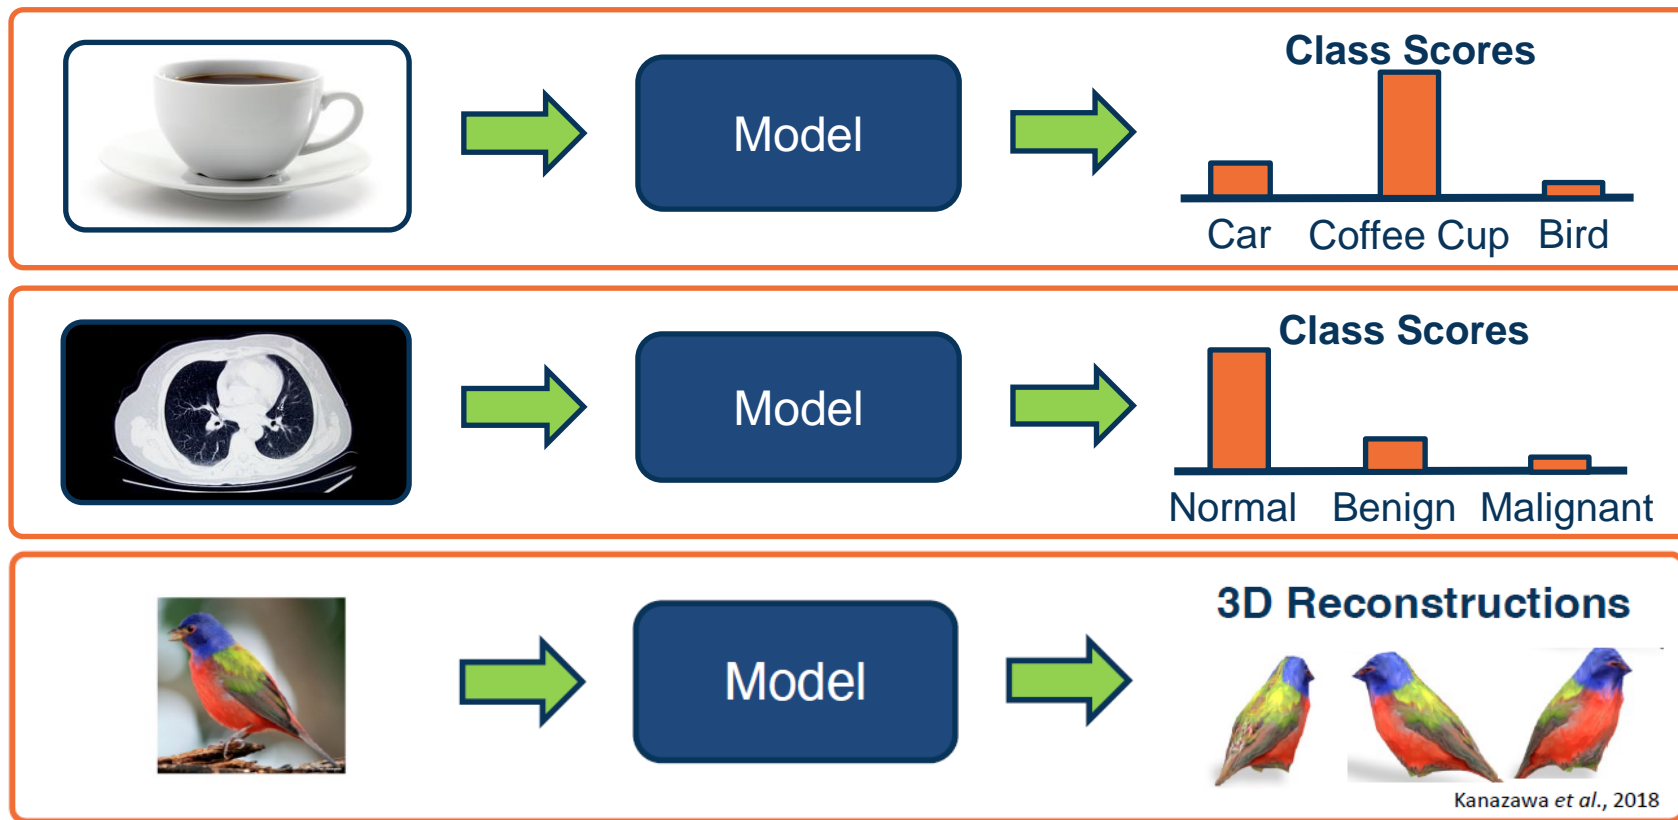 Class Scores
Model
Car Coffee Cup Bird
Class Scores
Model
Normal Benign Malignant
3D Reconstructions
Model
Kanazawa et al., 2018